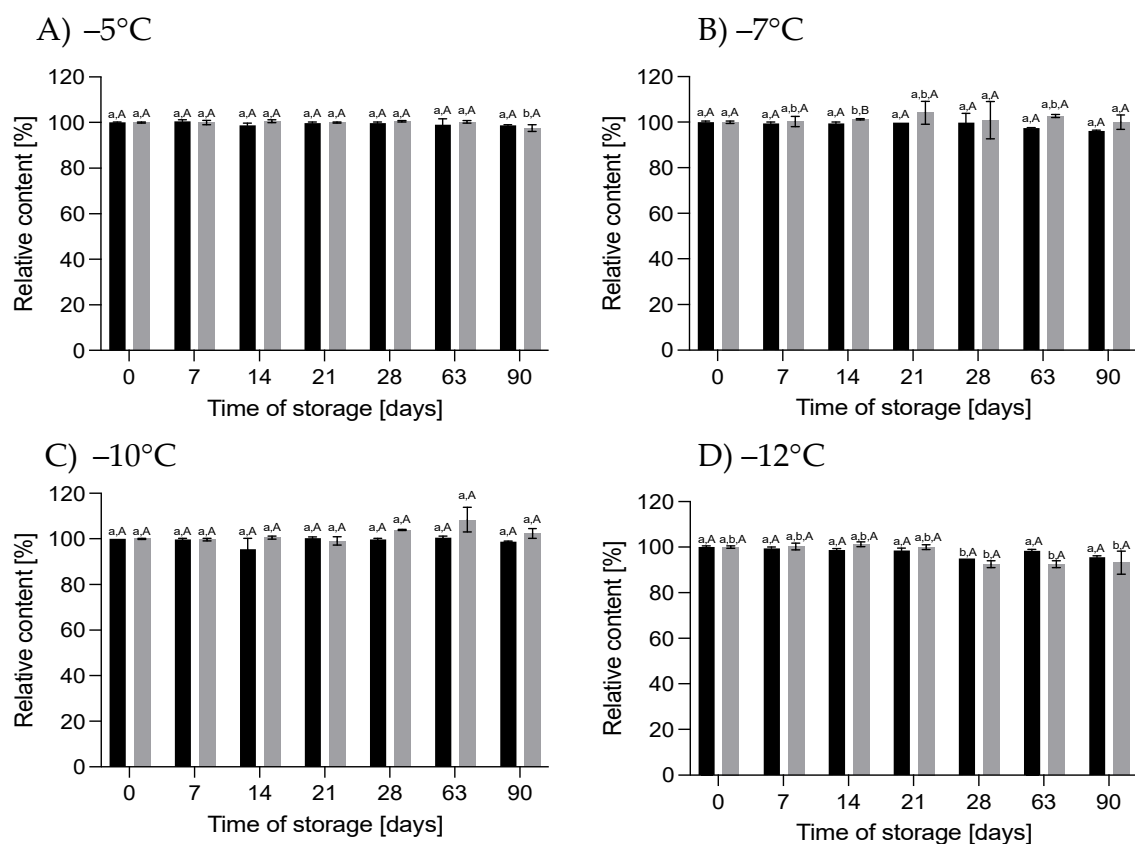 A) –5°C
120
100
80
60
40
20
0
Relative content [%]
a,A a,A a,A a,A a,A a,A a,A a,A a,A a,A a,A a,A a,A b,A
0 7 14 21 28 63 90
Time of storage [days]
B) –7°C
120
100
80
60
40
20
0
Relative content [%]
a,A a,A a,A a,b,A a,A b,B a,A a,b,A a,A a,A a,A a,b,A a,A a,A
0 7 14 21 28 63 90
Time of storage [days]
C) –10°C
120
100
80
60
40
20
0
Relative content [%]
a,A a,A a,A a,A a,A a,A a,A a,A a,A a,A a,A a,A a,A a,A
0 7 14 21 28 63 90
Time of storage [days]
D) –12°C
120
100
80
60
40
20
0
Relative content [%]
a,A a,b,A a,A a,b,A a,A a,b,A a,A a,b,A b,A b,A a,A b,A a,A b,A
0 7 14 21 28 63 90
Time of storage [days]